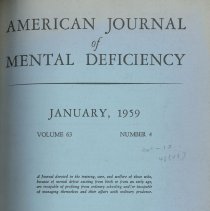 AMERICAN JOURNAL
of
MENTAL DEFICIENCY
JANUARY, 1959
VOLUME 63 NUMBER 4
A Journal devoted to the training, care, and welfare of those who,
because of mental defect existing from birth or from an early age,
are incapable of profiting from ordinary schooling and/or incapable
of managing themselves and their affairs with ordinary prudence.